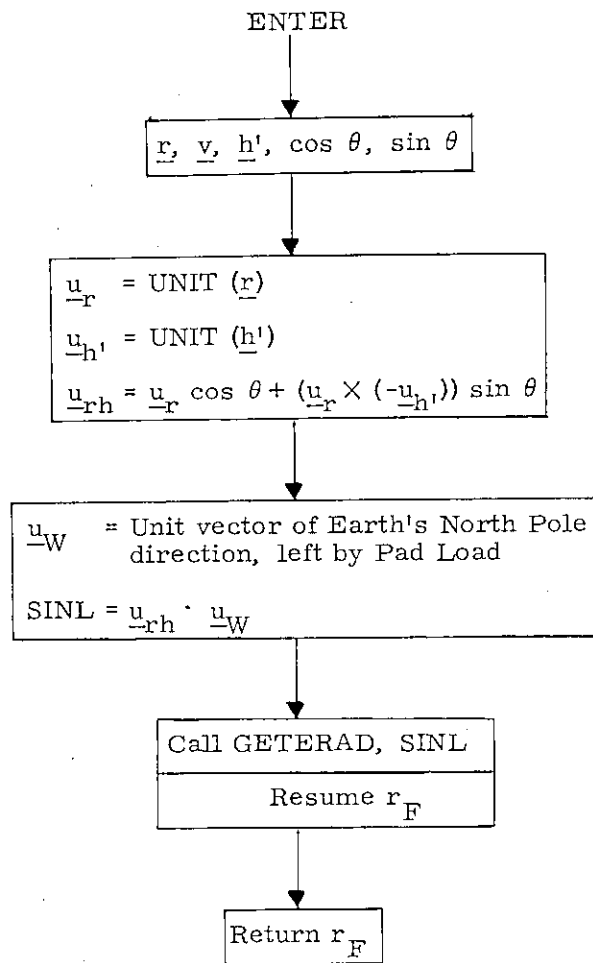 ENTER
r, v, h', cos θ, sin θ
u_r = UNIT (r)
u_h' = UNIT (h')
u_rh = u_r cos θ + (u_r X (-u_h')) sin θ
u_W = Unit vector of Earth's North Pole
direction, left by Pad Load
SINL = u_rh · u_W
Call GETERAD, SINL
Resume r_F
Return r_F